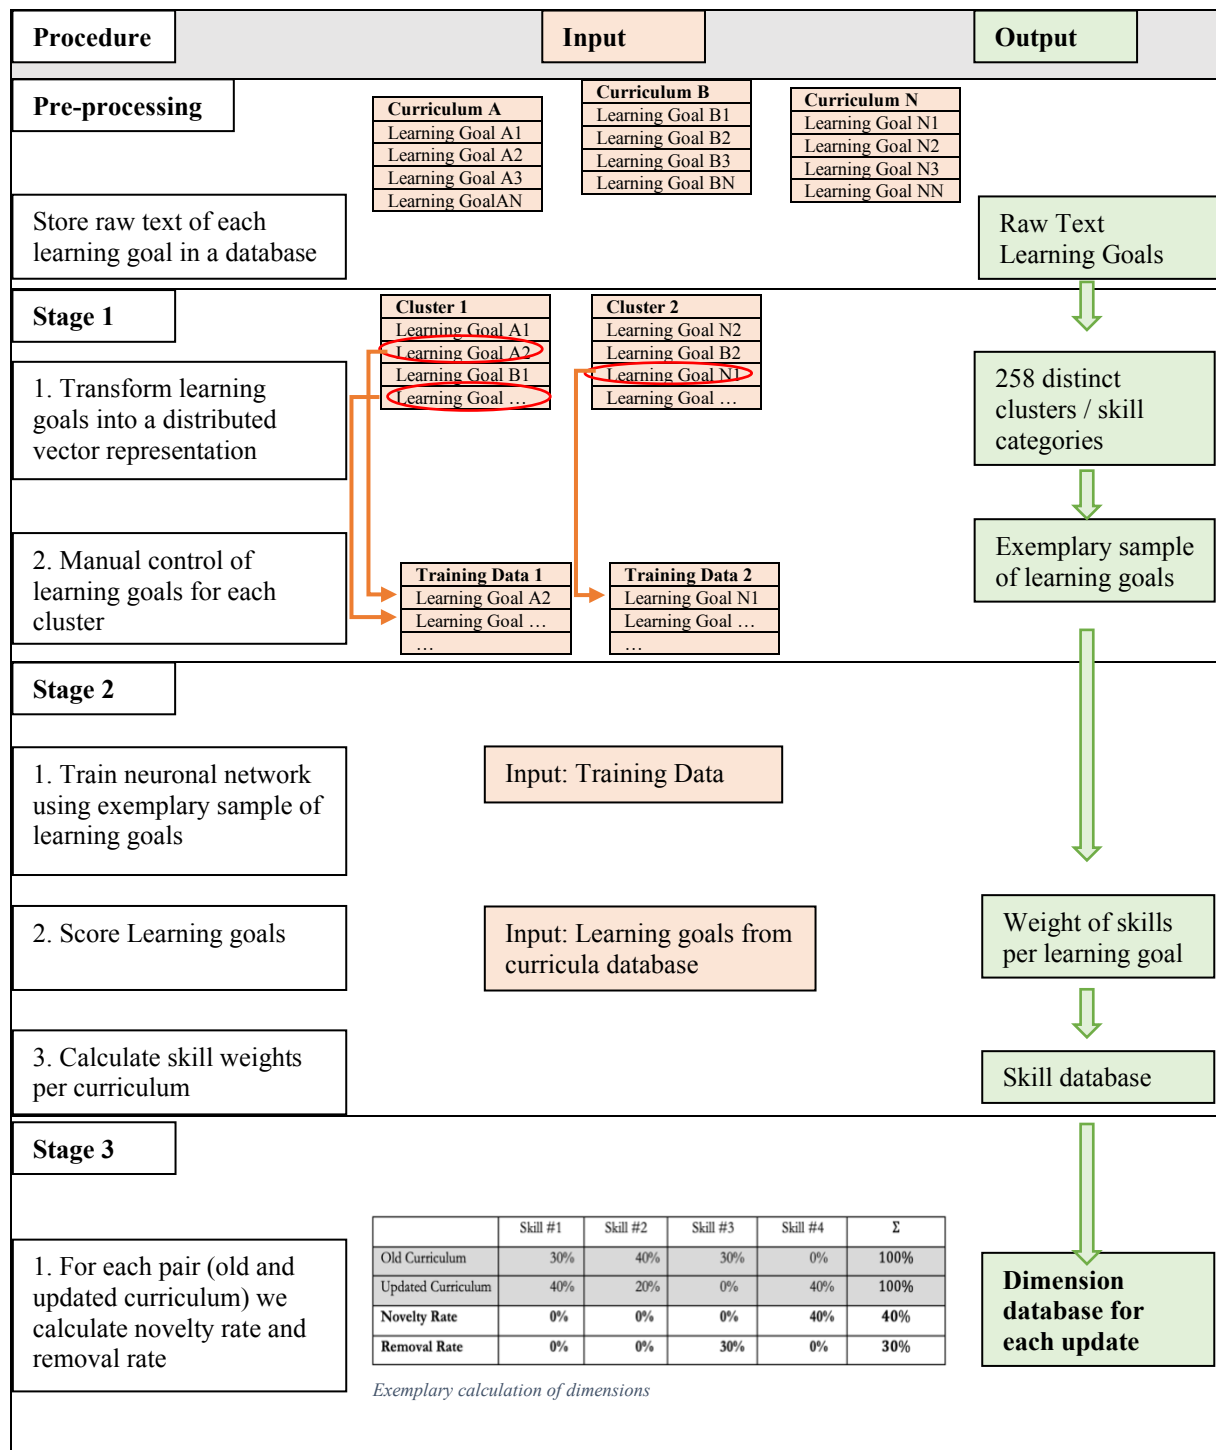 Procedure
Input
Output
Pre-processing
Curriculum A
Learning Goal A1
Learning Goal A2
Learning Goal A3
Learning GoalAN
Curriculum B
Learning Goal B1
Learning Goal B2
Learning Goal B3
Learning Goal BN
Curriculum N
Learning Goal N1
Learning Goal N2
Learning Goal N3
Learning Goal NN
Store raw text of each
learning goal in a database
Raw Text
Learning Goals
Stage 1
Cluster 1
Learning Goal A1
Learning Goal A2
Learning Goal B1
Learning Goal …
Cluster 2
Learning Goal N2
Learning Goal B2
Learning Goal N1
Learning Goal …
1. Transform learning
goals into a distributed
vector representation
258 distinct
clusters / skill
categories
2. Manual control of
learning goals for each
cluster
Training Data 1
Learning Goal A2
Learning Goal …
…
Training Data 2
Learning Goal N1
Learning Goal …
…
Exemplary sample
of learning goals
Stage 2
1. Train neuronal network
using exemplary sample of
learning goals
Input: Training Data
2. Score Learning goals
Input: Learning goals from
curricula database
Weight of skills
per learning goal
3. Calculate skill weights
per curriculum
Skill database
Stage 3
1. For each pair (old and
updated curriculum) we
calculate novelty rate and
removal rate
Skill #1 Skill #2 Skill #3 Skill #4 Σ
Old Curriculum 30% 40% 30% 0% 100%
Updated Curriculum 40% 20% 0% 40% 100%
Novelty Rate 0% 0% 0% 40% 40%
Removal Rate 0% 0% 30% 0% 30%
Exemplary calculation of dimensions
Dimension
database for
each update